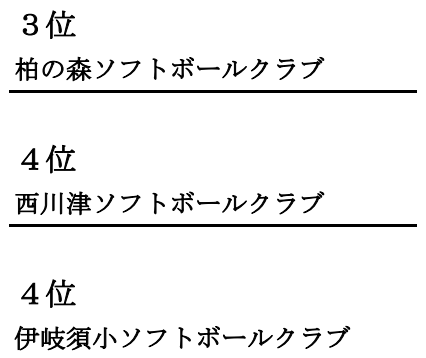 ３位
柏の森ソフトボールクラブ
４位
西川津ソフトボールクラブ
４位
伊岐須小ソフトボールクラブ